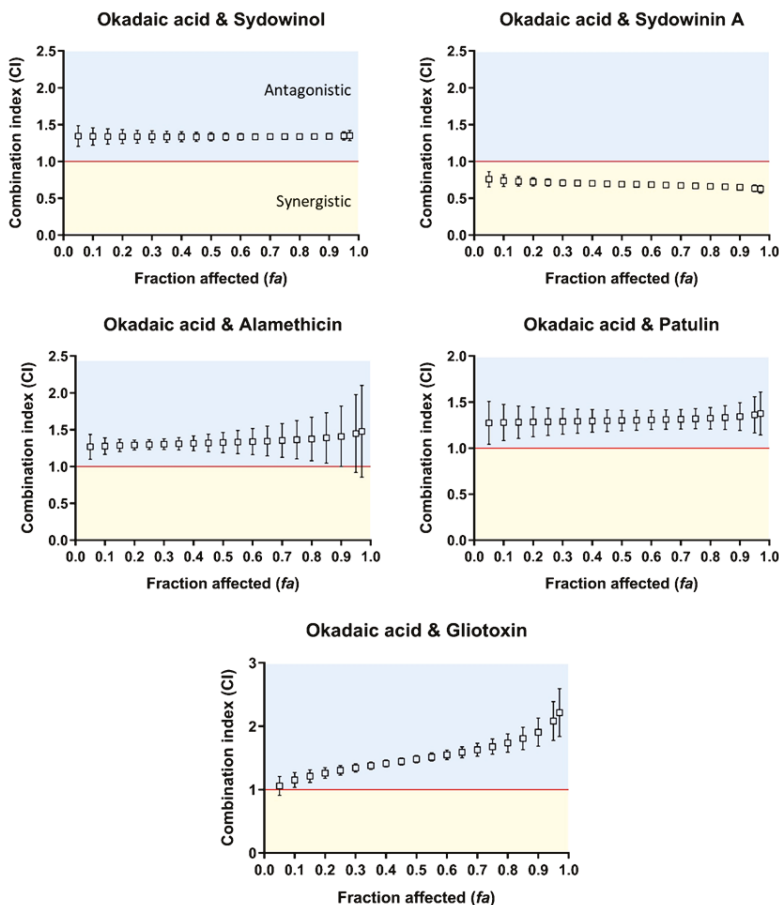 Okadaic acid & Sydowinol
Combination index (CI)
2.5
2.0
1.5
1.0
0.5
0.0
Antagonistic
Synergistic
0.0 0.1 0.2 0.3 0.4 0.5 0.6 0.7 0.8 0.9 1.0
Fraction affected (fa)
Okadaic acid & Sydowinin A
Combination index (CI)
2.5
2.0
1.5
1.0
0.5
0.0
0.0 0.1 0.2 0.3 0.4 0.5 0.6 0.7 0.8 0.9 1.0
Fraction affected (fa)
Okadaic acid & Alamethicin
Combination index (CI)
2.5
2.0
1.5
1.0
0.5
0.0
0.0 0.1 0.2 0.3 0.4 0.5 0.6 0.7 0.8 0.9 1.0
Fraction affected (fa)
Okadaic acid & Patulin
Combination index (CI)
2.0
1.5
1.0
0.5
0.0
0.0 0.1 0.2 0.3 0.4 0.5 0.6 0.7 0.8 0.9 1.0
Fraction affected (fa)
Okadaic acid & Gliotoxin
Combination index (CI)
3
2
1
0
0.0 0.1 0.2 0.3 0.4 0.5 0.6 0.7 0.8 0.9 1.0
Fraction affected (fa)